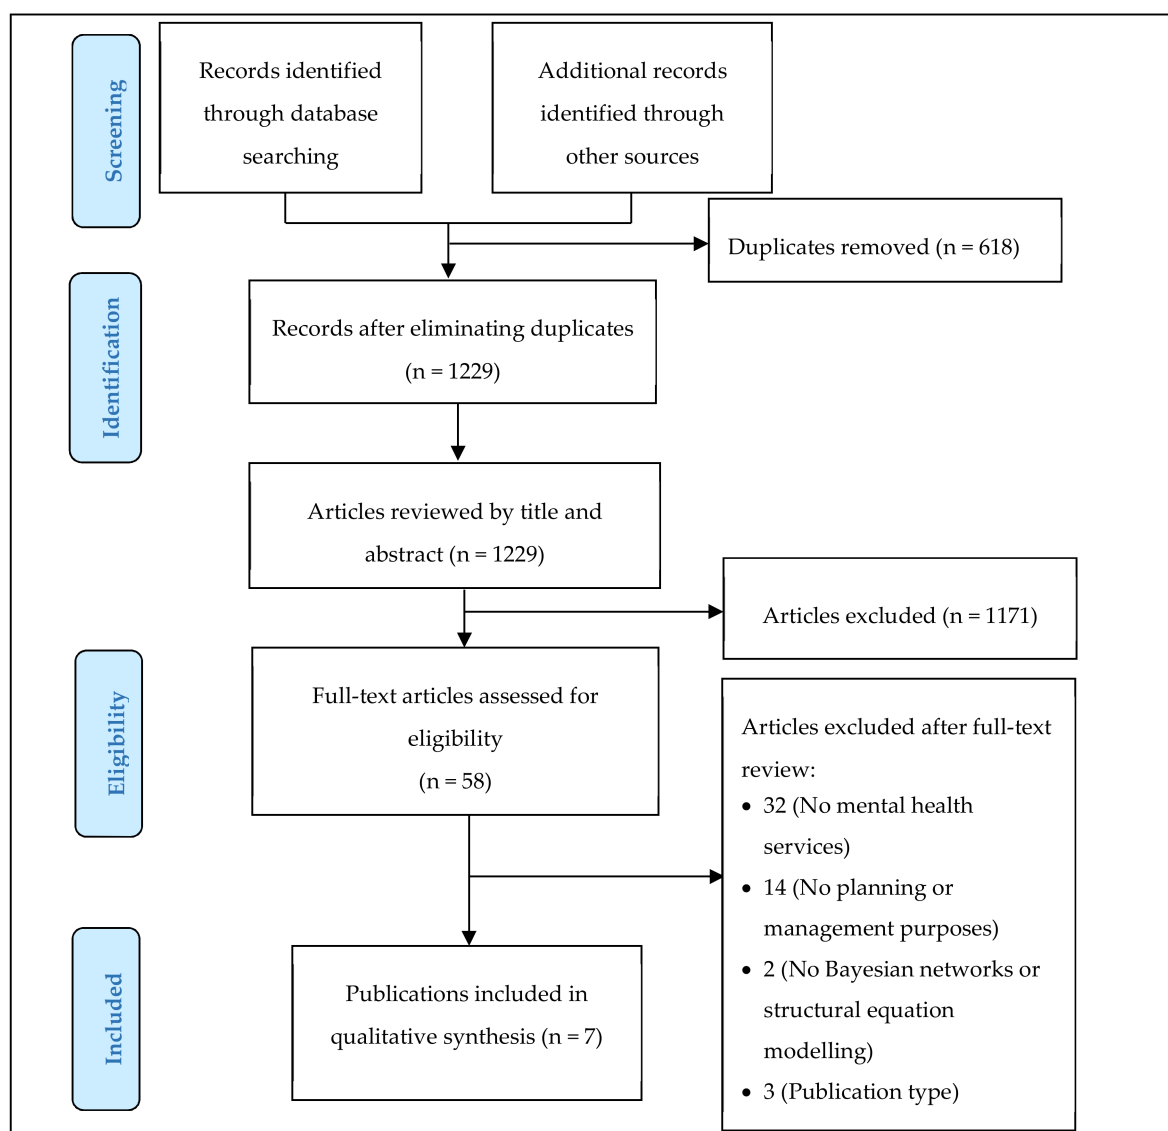 Screening
Records identified
through database
searching
Additional records
identified through
other sources
Duplicates removed (n = 618)
Identification
Records after eliminating duplicates
(n = 1229)
Articles reviewed by title and
abstract (n = 1229)
Articles excluded (n = 1171)
Eligibility
Full-text articles assessed for
eligibility
(n = 58)
Articles excluded after full-text
review:
• 32 (No mental health
services)
• 14 (No planning or
management purposes)
• 2 (No Bayesian networks or
structural equation
modelling)
• 3 (Publication type)
Included
Publications included in
qualitative synthesis (n = 7)